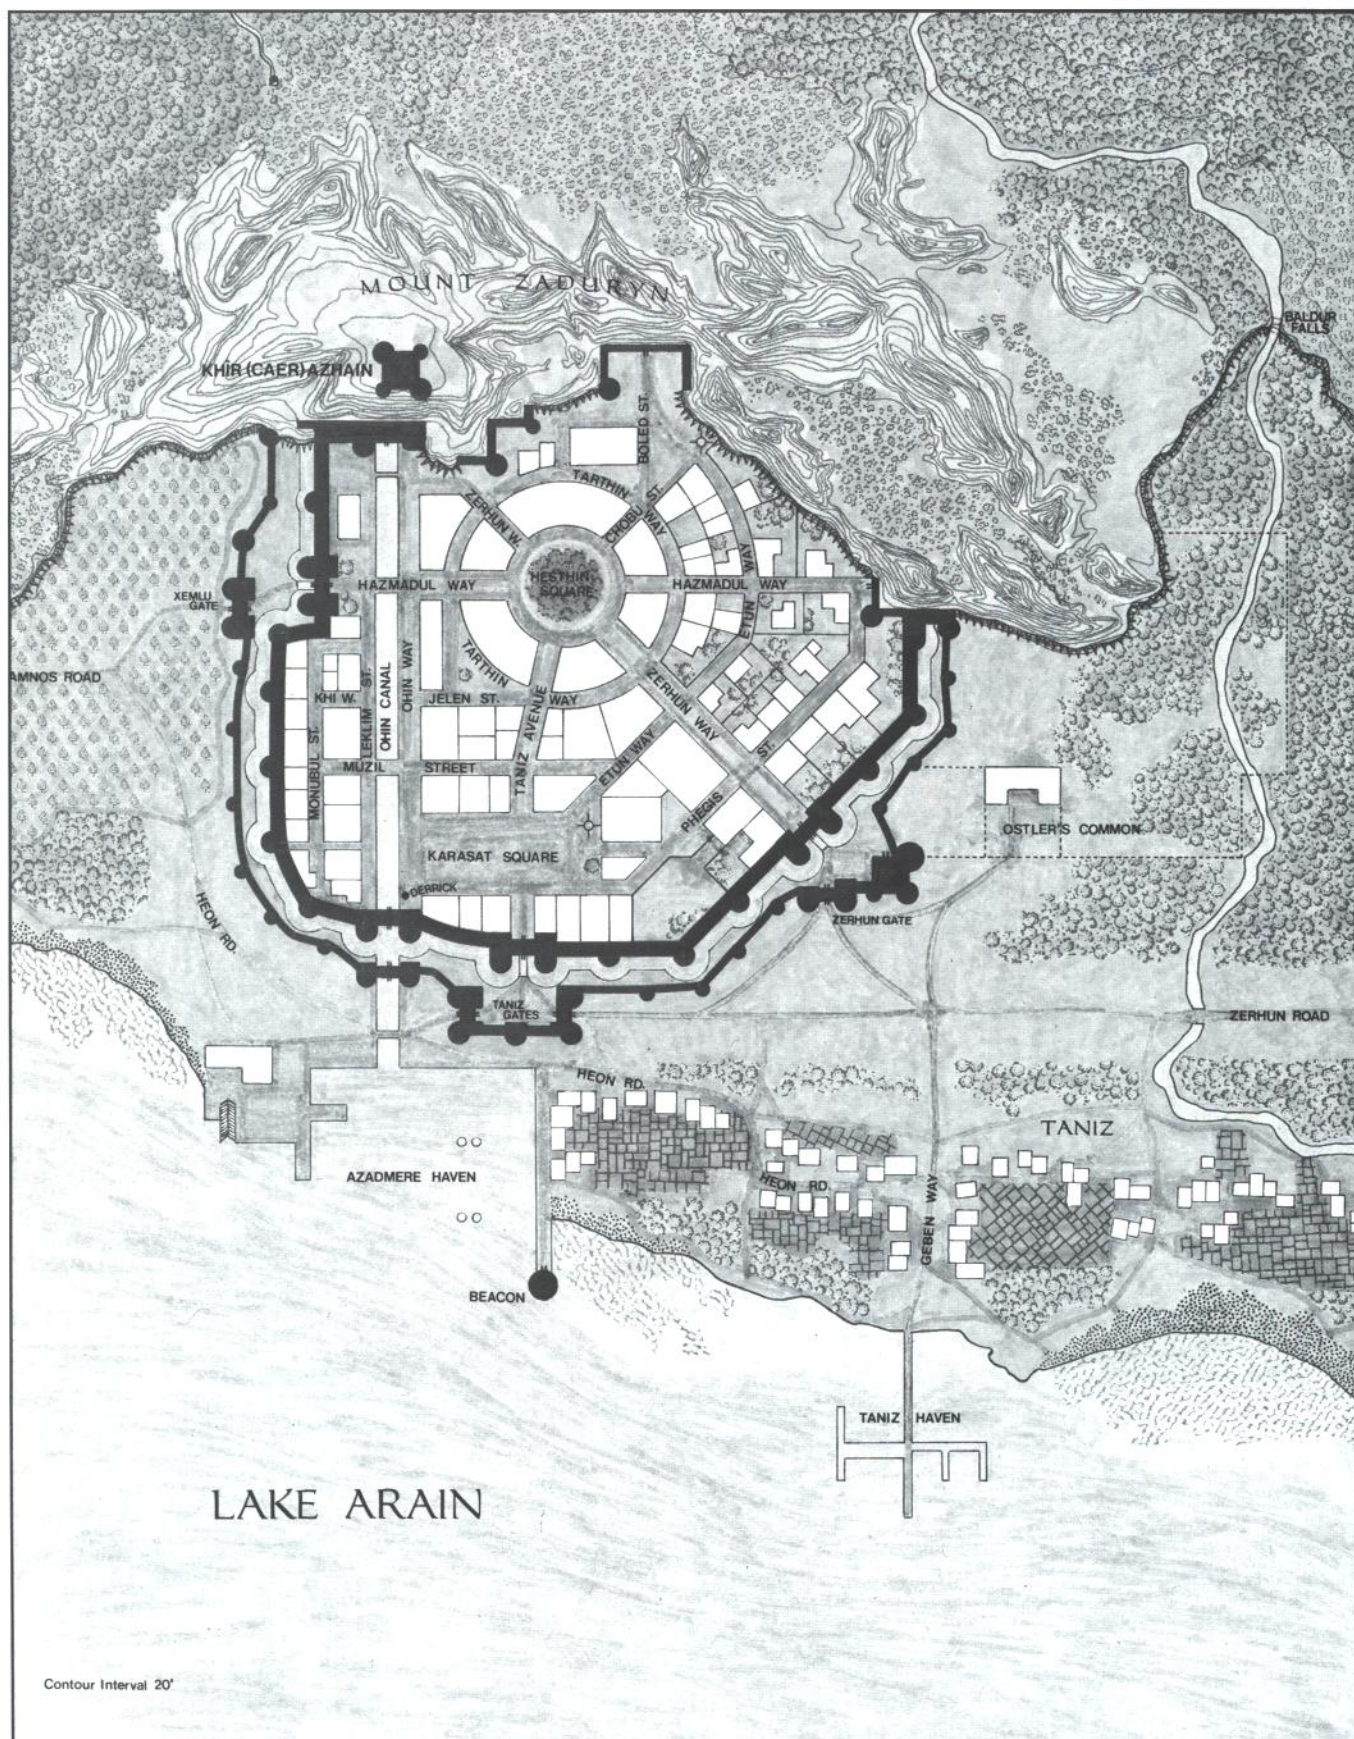 MOUNT ZADURYN
BALDUR
FALLS
KHIR (CAER) AZHAIN
BOLED ST.
TARTHIN
ZERHUN W.
CHOBU ST.
WAY
HESTHIN
SQUARE
HAZMADUL WAY
HAZMADUL WAY
ETUN WAY
XEMLU
GATE
AMNOS ROAD
TARTHIN
WAY
KHI W.
LEKLIM ST.
OHIN CANAL
OHIN WAY
JELEN ST.
TANIZ AVENUE
ZERHUN WAY
ETUN WAY
MONUBUL ST.
MUZIL STREET
PHEGIS ST.
KARASAT SQUARE
OSTLER'S COMMON
DERRICK
HEON RD.
ZERHUN GATE
TANIZ
GATES
ZERHUN ROAD
HEON RD.
TANIZ
AZADMERE HAVEN
HEON RD.
GEBEN WAY
BEACON
TANIZ HAVEN
LAKE ARAIN
Contour Interval 20'